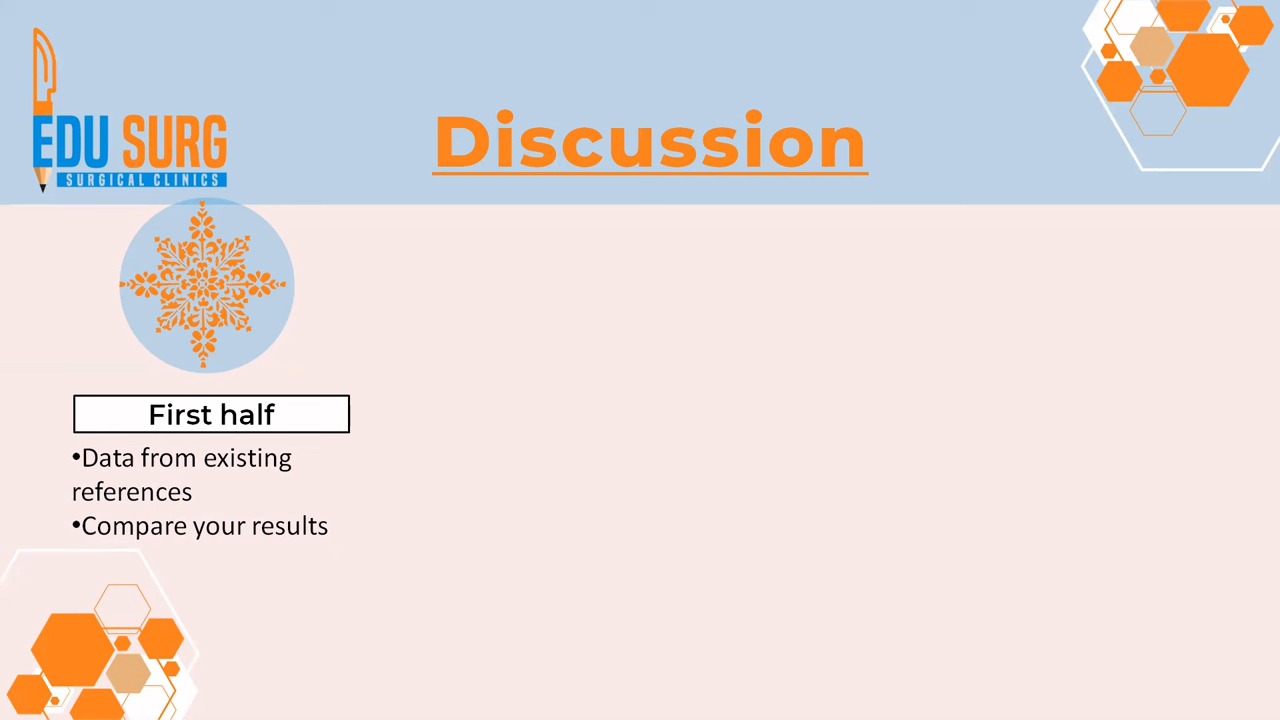 EDU SURG
SURGICAL CLINICS
Discussion
First half
•Data from existing
references
•Compare your results